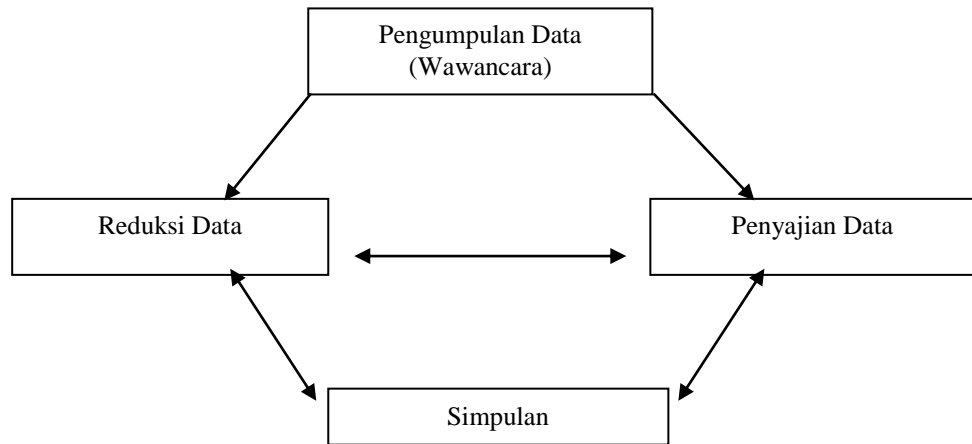 Pengumpulan Data
(Wawancara)
Reduksi Data
Penyajian Data
Simpulan